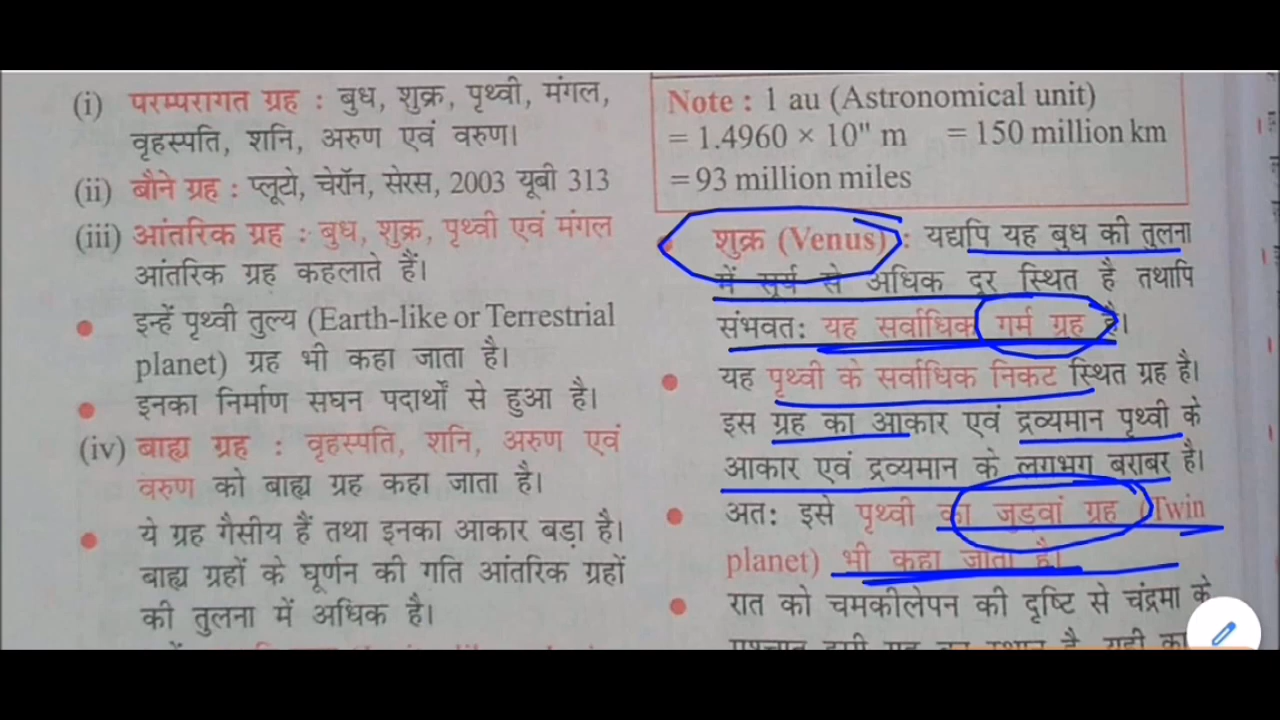 (i) परम्परागत ग्रह : बुध, शुक्र, पृथ्वी, मंगल,
वृहस्पति, शनि, अरुण एवं वरुण।
(ii) बौने ग्रह : प्लूटो, चेरॉन, सेरस, 2003 यूबी 313
(iii) आंतरिक ग्रह : बुध, शुक्र, पृथ्वी एवं मंगल
आंतरिक ग्रह कहलाते हैं।
• इन्हें पृथ्वी तुल्य (Earth-like or Terrestrial
planet) ग्रह भी कहा जाता है।
• इनका निर्माण सघन पदार्थों से हुआ है।
(iv) बाह्य ग्रह : वृहस्पति, शनि, अरुण एवं
वरुण को बाह्य ग्रह कहा जाता है।
• ये ग्रह गैसीय हैं तथा इनका आकार बड़ा है।
बाह्य ग्रहों के घूर्णन की गति आंतरिक ग्रहों
की तुलना में अधिक है।
Note : 1 au (Astronomical unit)
= 1.4960 × 10" m = 150 million km
= 93 million miles
• शुक्र (Venus) : यद्यपि यह बुध की तुलना
में सूर्य से अधिक दूर स्थित है तथापि
संभवतः यह सर्वाधिक गर्म ग्रह है।
• यह पृथ्वी के सर्वाधिक निकट स्थित ग्रह है।
इस ग्रह का आकार एवं द्रव्यमान पृथ्वी के
आकार एवं द्रव्यमान के लगभग बराबर है।
• अतः इसे पृथ्वी का जुडवां ग्रह (Twin
planet) भी कहा जाता है।
• रात को चमकीलेपन की दृष्टि से चंद्रमा के